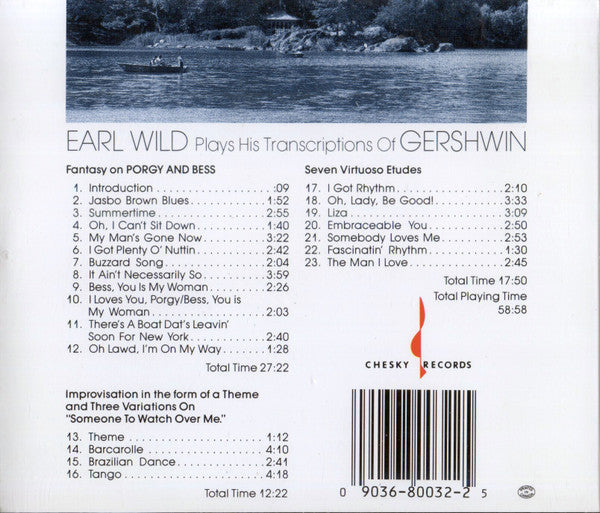 EARL WILD Plays His Transcriptions Of GERSHWIN
Fantasy on PORGY AND BESS
1. Introduction :09
2. Jasbo Brown Blues 1:52
3. Summertime 2:55
4. Oh, I Can't Sit Down 1:40
5. My Man's Gone Now 3:22
6. I Got Plenty O' Nuttin 2:42
7. Buzzard Song 2:04
8. It Ain't Necessarily So 3:59
9. Bess, You Is My Woman 2:26
10. I Loves You, Porgy/Bess, You is
My Woman 2:03
11. There's A Boat Dat's Leavin'
Soon For New York 2:40
12. Oh Lawd, I'm On My Way 1:28
Total Time 27:22
Improvisation in the form of a Theme
and Three Variations On
"Someone To Watch Over Me."
13. Theme 1:12
14. Barcarolle 4:10
15. Brazilian Dance 2:41
16. Tango 4:18
Total Time 12:22
Seven Virtuoso Etudes
17. I Got Rhythm 2:10
18. Oh, Lady, Be Good! 3:33
19. Liza 3:09
20. Embraceable You 2:50
21. Somebody Loves Me 2:53
22. Fascinatin' Rhythm 1:30
23. The Man I Love 2:45
Total Time 17:50
Total Playing Time
58:58
CHESKY RECORDS
0 9036-80032-2 5